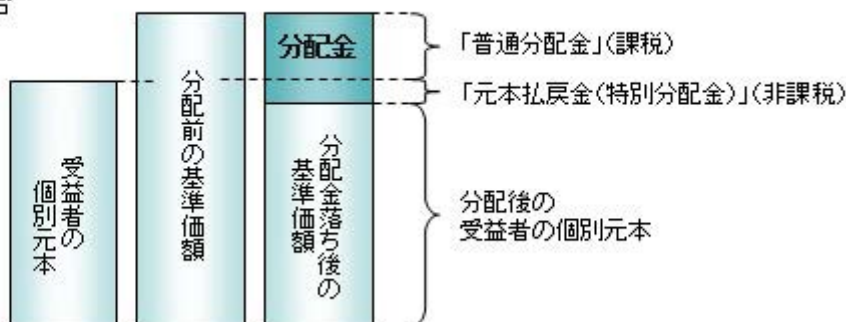 受益者の
個別元本
分配前の基準価額
分配金
分配金落ち後の
基準価額
「普通分配金」(課税)
「元本払戻金(特別分配金)」(非課税)
分配後の
受益者の個別元本